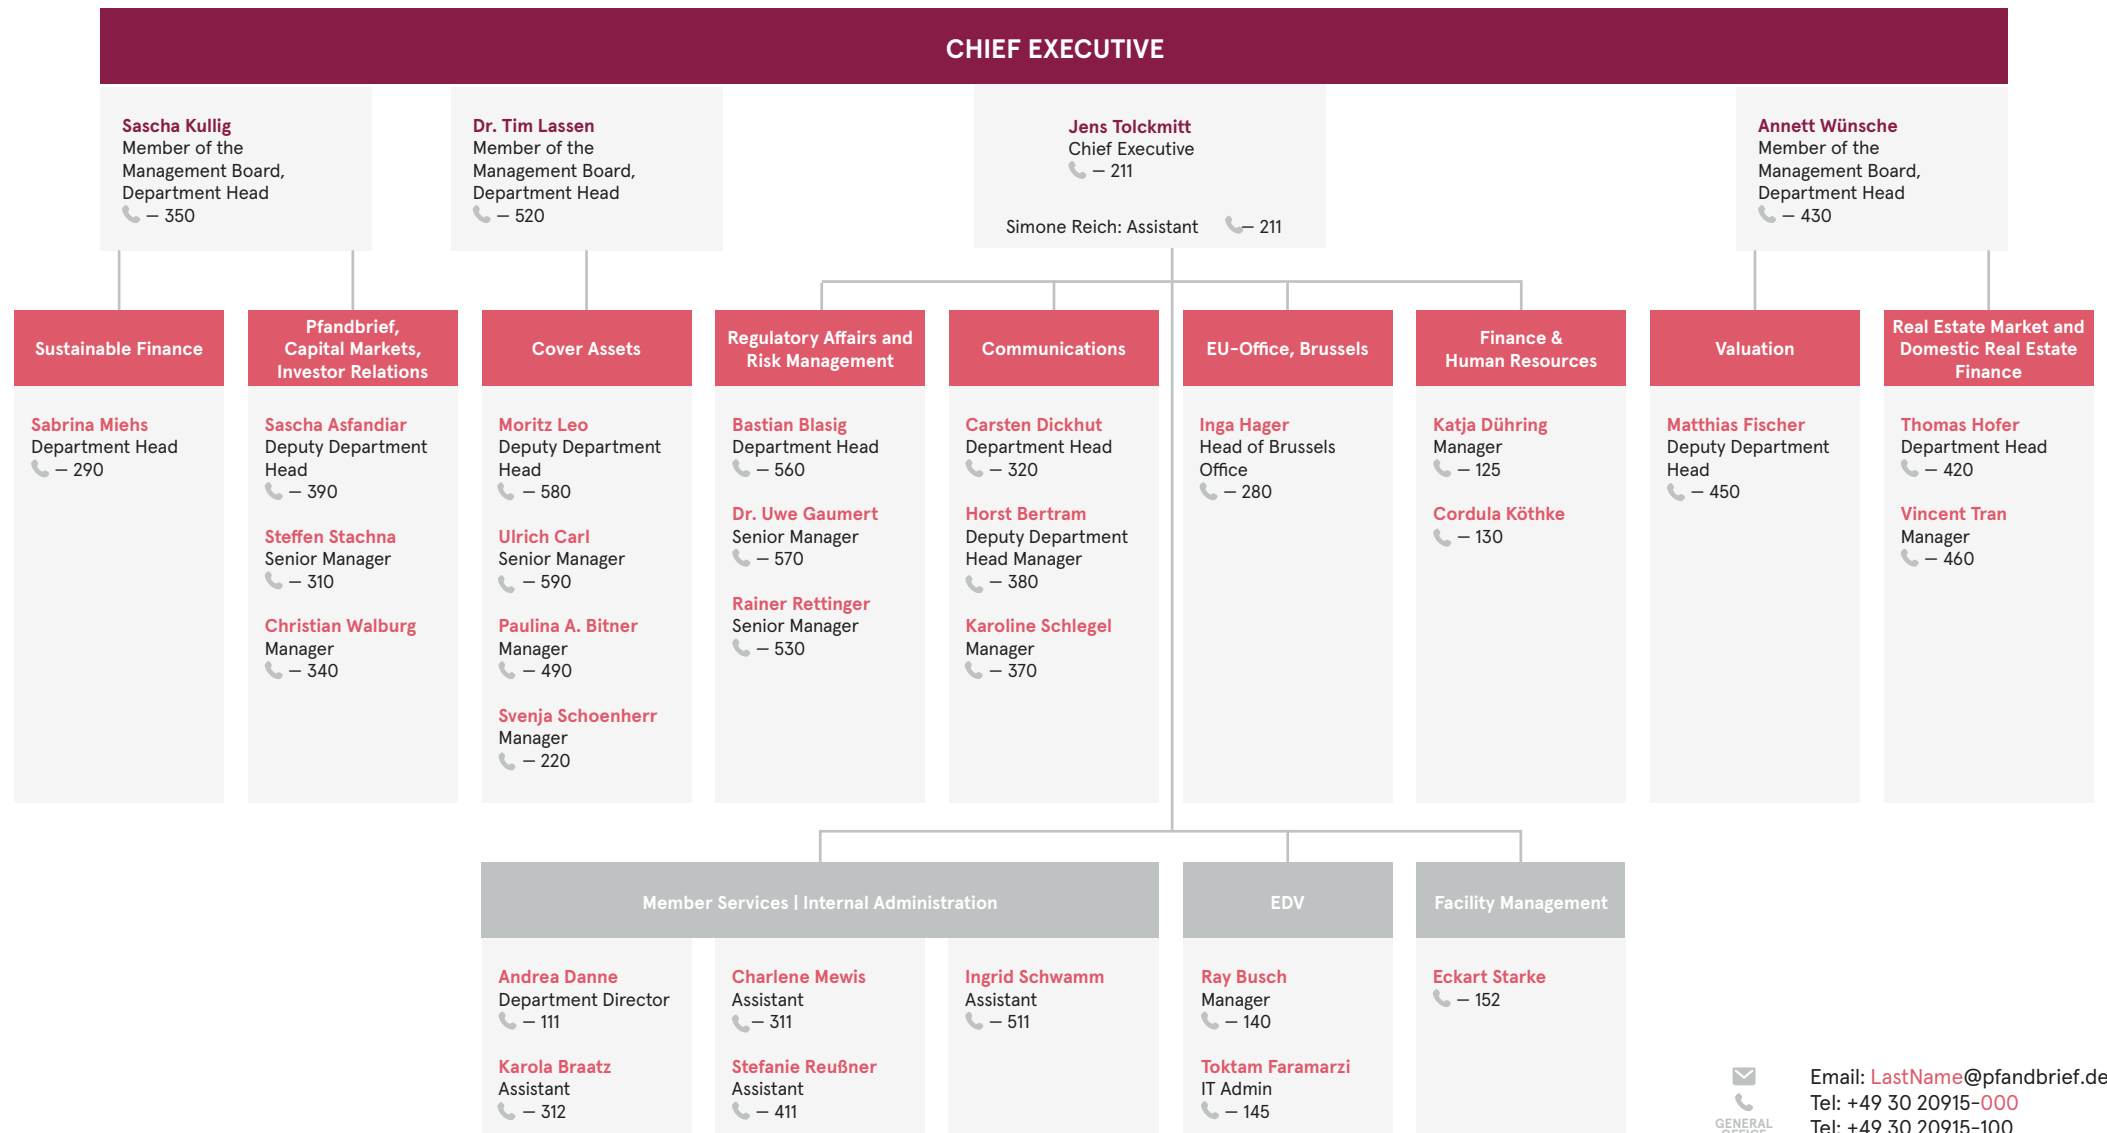 CHIEF EXECUTIVE
Sascha Kullig
Member of the
Management Board,
Department Head
– 350
Dr. Tim Lassen
Member of the
Management Board,
Department Head
– 520
Jens Tolckmitt
Chief Executive
– 211
Simone Reich: Assistant – 211
Annett Wünsche
Member of the
Management Board,
Department Head
– 430
Sustainable Finance
Sabrina Miehs
Department Head
– 290
Pfandbrief,
Capital Markets,
Investor Relations
Sascha Asfandiar
Deputy Department
Head
– 390
Steffen Stachna
Senior Manager
– 310
Christian Walburg
Manager
– 340
Cover Assets
Moritz Leo
Deputy Department
Head
– 580
Ulrich Carl
Senior Manager
– 590
Paulina A. Bitner
Manager
– 490
Svenja Schoenherr
Manager
– 220
Regulatory Affairs and
Risk Management
Bastian Blasig
Department Head
– 560
Dr. Uwe Gaumert
Senior Manager
– 570
Rainer Rettinger
Senior Manager
– 530
Communications
Carsten Dickhut
Department Head
– 320
Horst Bertram
Deputy Department
Head Manager
– 380
Karoline Schlegel
Manager
– 370
EU-Office, Brussels
Inga Hager
Head of Brussels
Office
– 280
Finance &
Human Resources
Katja Dühring
Manager
– 125
Cordula Köthke
– 130
Valuation
Matthias Fischer
Deputy Department
Head
– 450
Real Estate Market and
Domestic Real Estate
Finance
Thomas Hofer
Department Head
– 420
Vincent Tran
Manager
– 460
Member Services | Internal Administration
Andrea Danne
Department Director
– 111
Karola Braatz
Assistant
– 312
Charlene Mewis
Assistant
– 311
Stefanie Reußner
Assistant
– 411
Ingrid Schwamm
Assistant
– 511
EDV
Ray Busch
Manager
– 140
Toktam Faramarzi
IT Admin
– 145
Facility Management
Eckart Starke
– 152
Email: LastName@pfandbrief.de
Tel: +49 30 20915-000
GENERAL
OFFICE
Tel: +49 30 20915-100